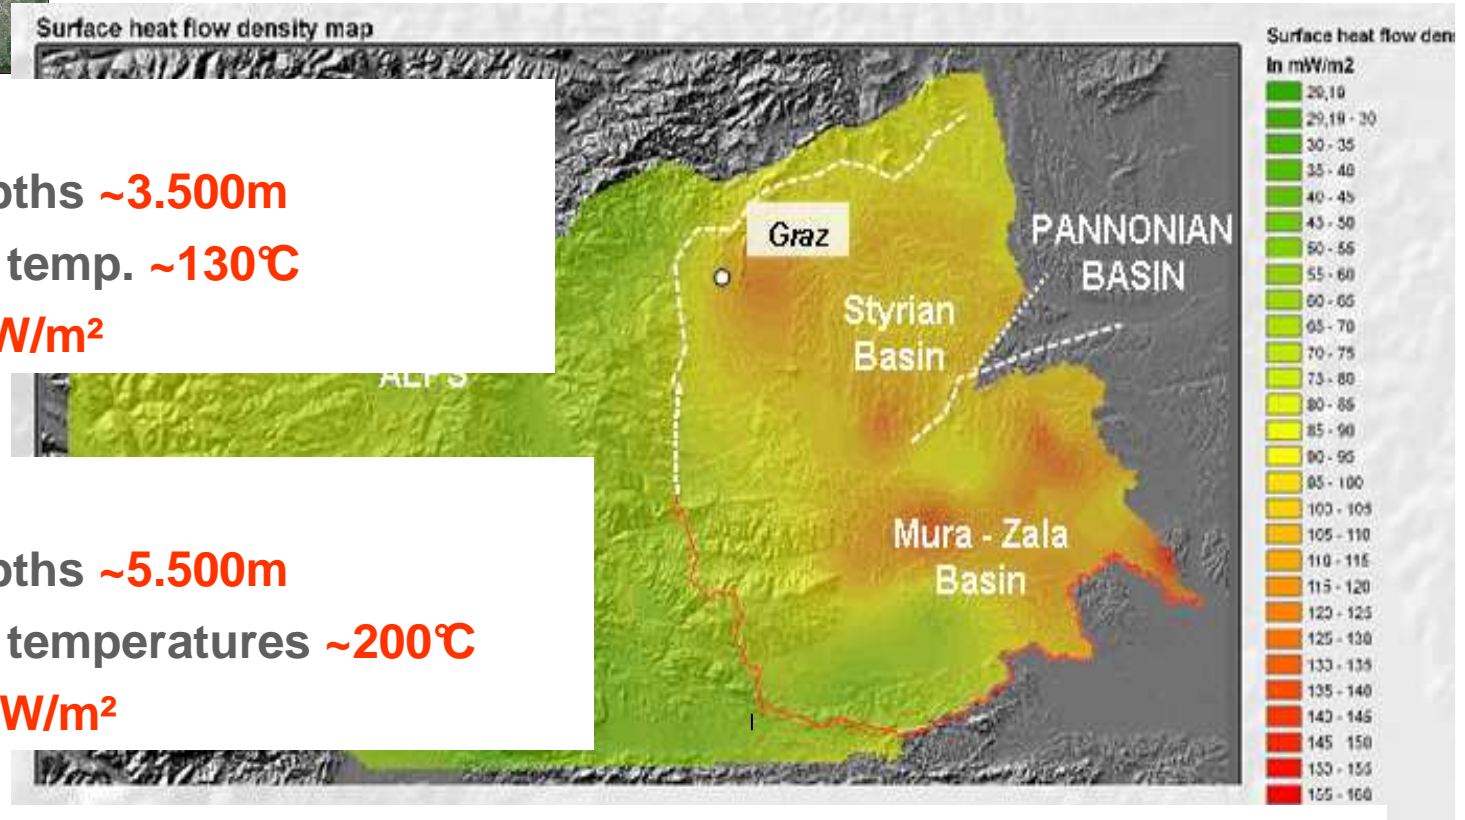 Surface heat flow density map
pths ~3.500m
temp. ~130°C
W/m²
ALPS
pths ~5.500m
temperatures ~200°C
W/m²
Graz
PANNONIAN
BASIN
Styrian
Basin
Mura - Zala
Basin
Surface heat flow den
In mW/m2
29,19
29,19 - 30
30 - 35
35 - 40
40 - 45
45 - 50
50 - 55
55 - 60
60 - 65
65 - 70
70 - 75
75 - 80
80 - 85
85 - 90
90 - 95
95 - 100
100 - 105
105 - 110
110 - 115
115 - 120
120 - 125
125 - 130
130 - 135
135 - 140
140 - 145
145 150
150 - 155
155 - 160